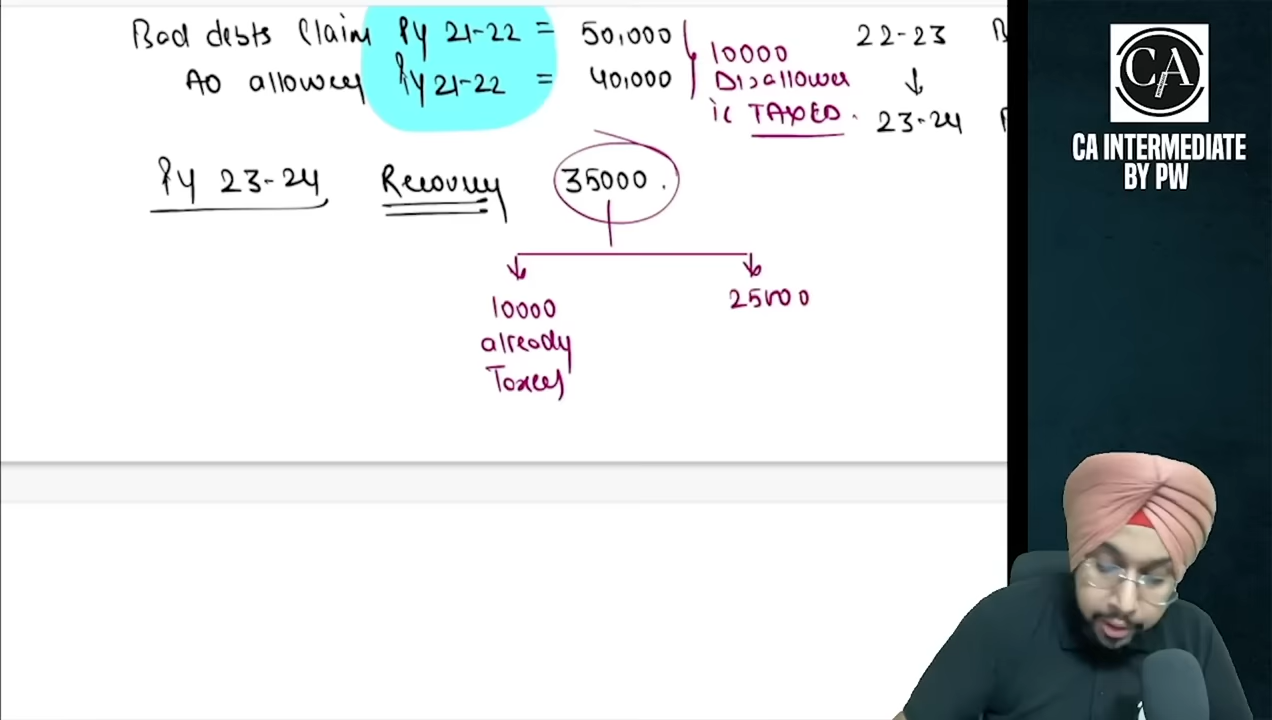 Bad debts Claim Py 21-22 = 50,000
AO allowed Py 21-22 = 40,000
10000
Disallowed
ie TAXED.
22-23
↓
23-24
CA
CA INTERMEDIATE
BY PW
Py 23-24 Recovery 35000.
10000
already
Taxed
25000